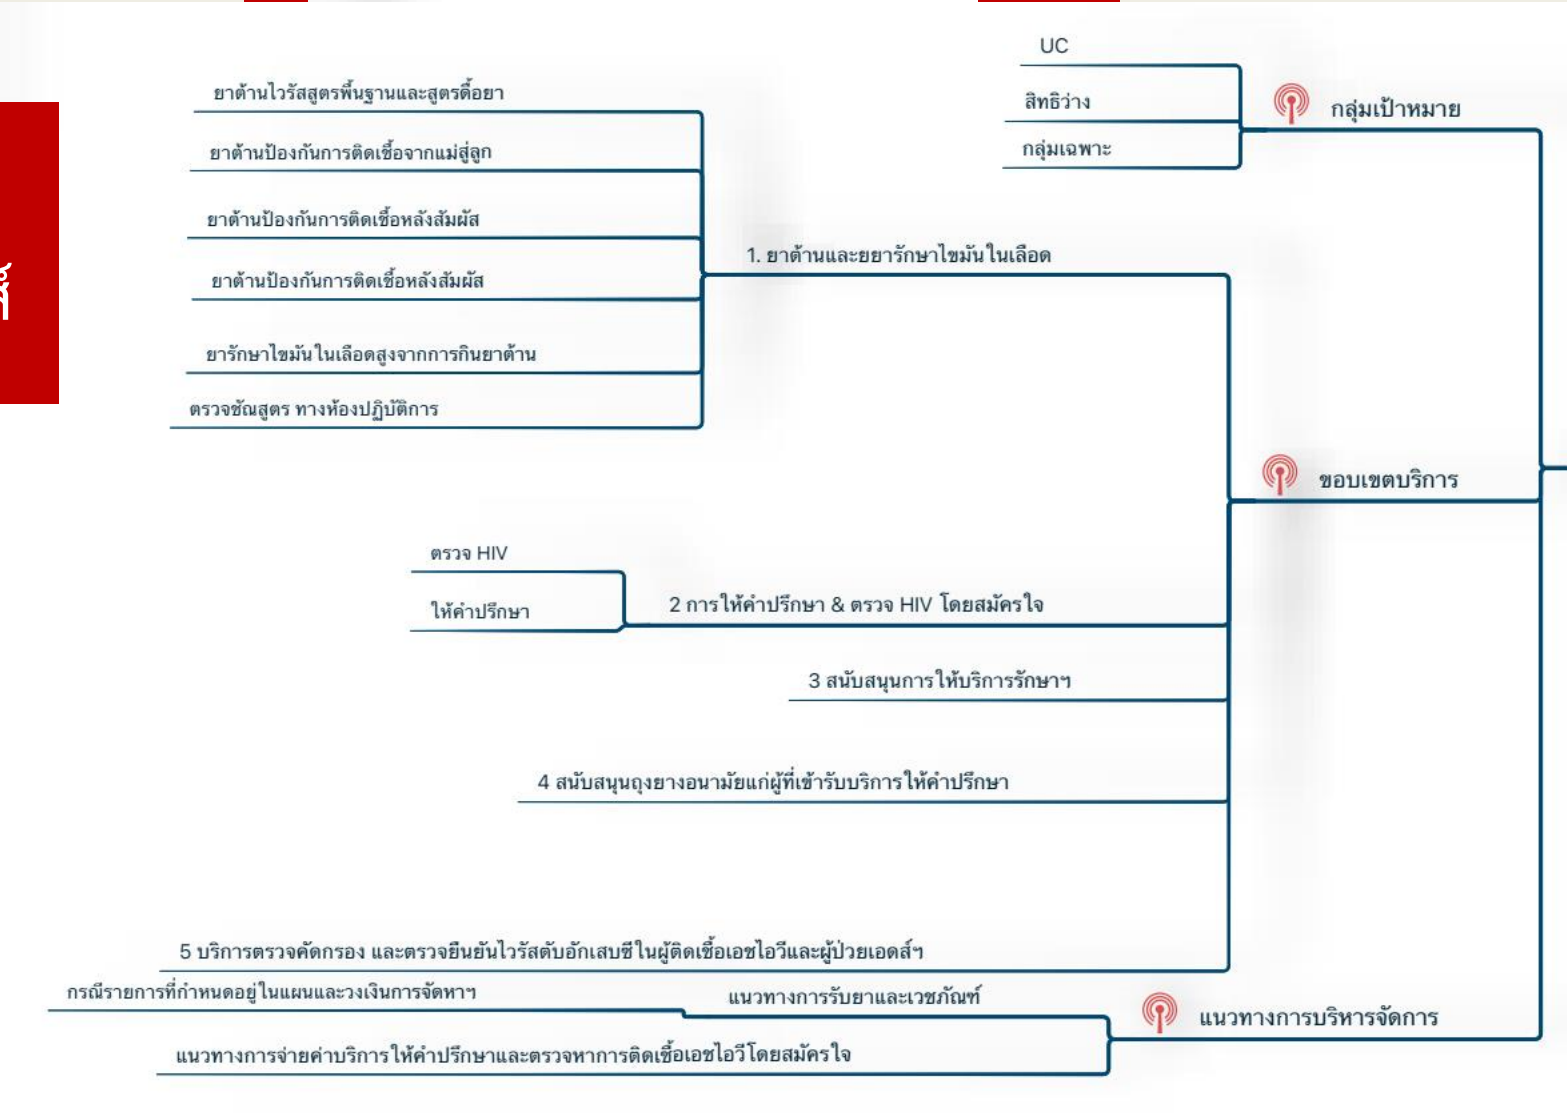 UC
สิทธิว่าง
กลุ่มเฉพาะ
กลุ่มเป้าหมาย
ยาต้านไวรัสสูตรพื้นฐานและสูตรดื้อยา
ยาต้านป้องกันการติดเชื้อจากแม่สู่ลูก
ยาต้านป้องกันการติดเชื้อหลังสัมผัส
ยาต้านป้องกันการติดเชื้อหลังสัมผัส
ยารักษาไขมันในเลือดสูงจากการกินยาต้าน
ตรวจชัณสูตร ทางห้องปฏิบัติการ
1. ยาต้านและยยารักษาไขมันในเลือด
ขอบเขตบริการ
ตรวจ HIV
ให้คำปรึกษา
2 การให้คำปรึกษา & ตรวจ HIV โดยสมัครใจ
3 สนับสนุนการให้บริการรักษาฯ
4 สนับสนุนถุงยางอนามัยแก่ผู้ที่เข้ารับบริการให้คำปรึกษา
5 บริการตรวจคัดกรอง และตรวจยืนยันไวรัสตับอักเสบซีในผู้ติดเชื้อเอชไอวีและผู้ป่วยเอดส์ฯ
กรณีรายการที่กำหนดอยู่ในแผนและวงเงินการจัดหาฯ
แนวทางการรับยาและเวชภัณฑ์
แนวทางการบริหารจัดการ
แนวทางการจ่ายค่าบริการให้คำปรึกษาและตรวจหาการติดเชื้อเอชไอวีโดยสมัครใจ